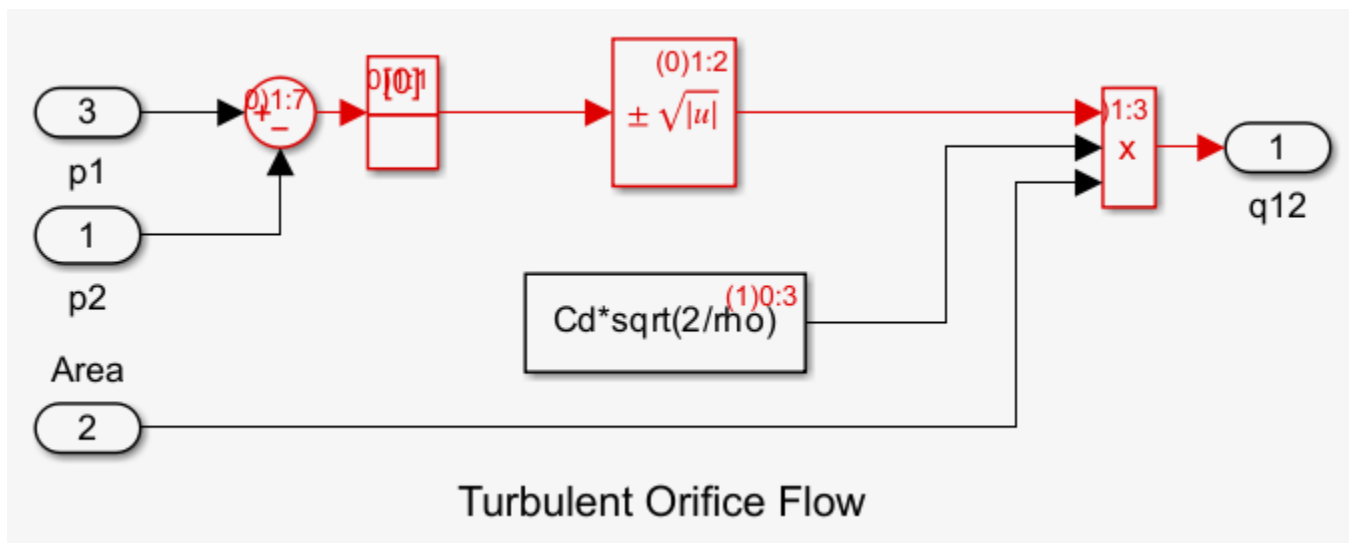 3
p1
1
p2
Area
2
0)1:7
+
−
[0]
(0)1:2
± √|u|
)1:3
x
1
q12
(1)0:3
Cd*sqrt(2/rho)
Turbulent Orifice Flow